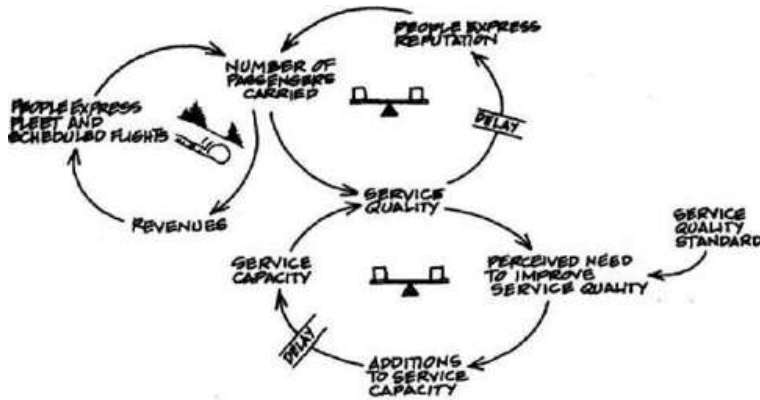 PEOPLE EXPRESS
REPUTATION
NUMBER OF
PASSENGERS
CARRIED
PEOPLE EXPRESS
FLEET AND
SCHEDULED FLIGHTS
DELAY
REVENUES
SERVICE
QUALITY
SERVICE
QUALITY
STANDARD
SERVICE
CAPACITY
PERCEIVED NEED
TO IMPROVE
SERVICE QUALITY
DELAY
ADDITIONS
TO SERVICE
CAPACITY